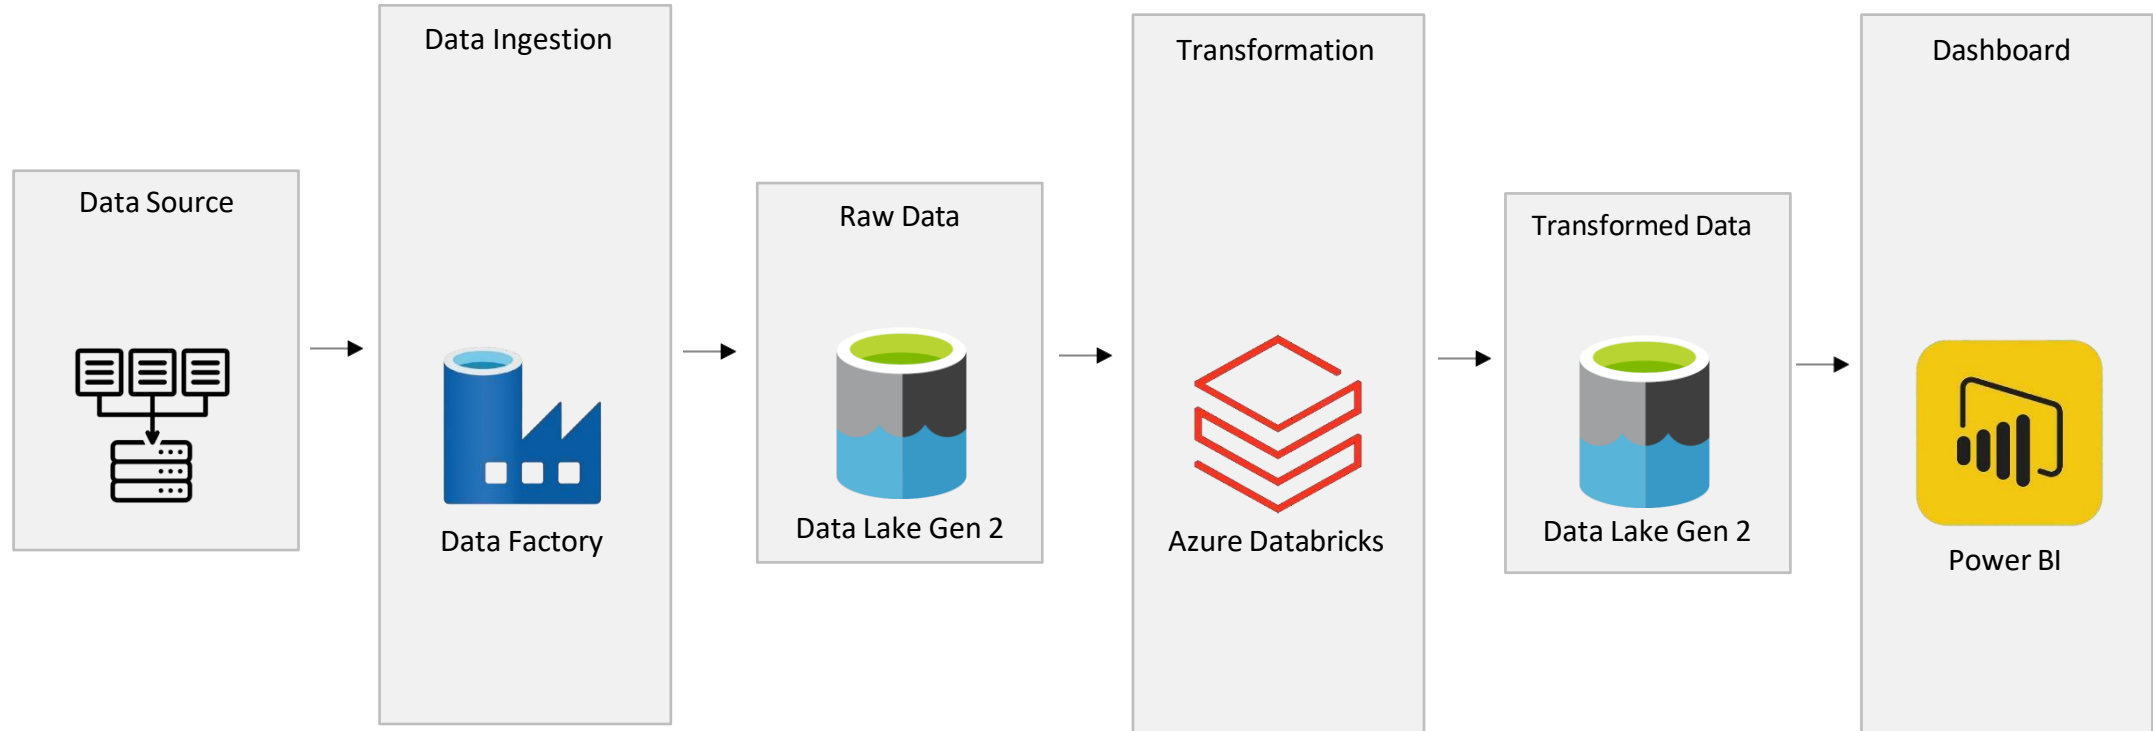 Data Source
Data Ingestion
Data Factory
Raw Data
Data Lake Gen 2
Transformation
Azure Databricks
Transformed Data
Data Lake Gen 2
Dashboard
Power BI